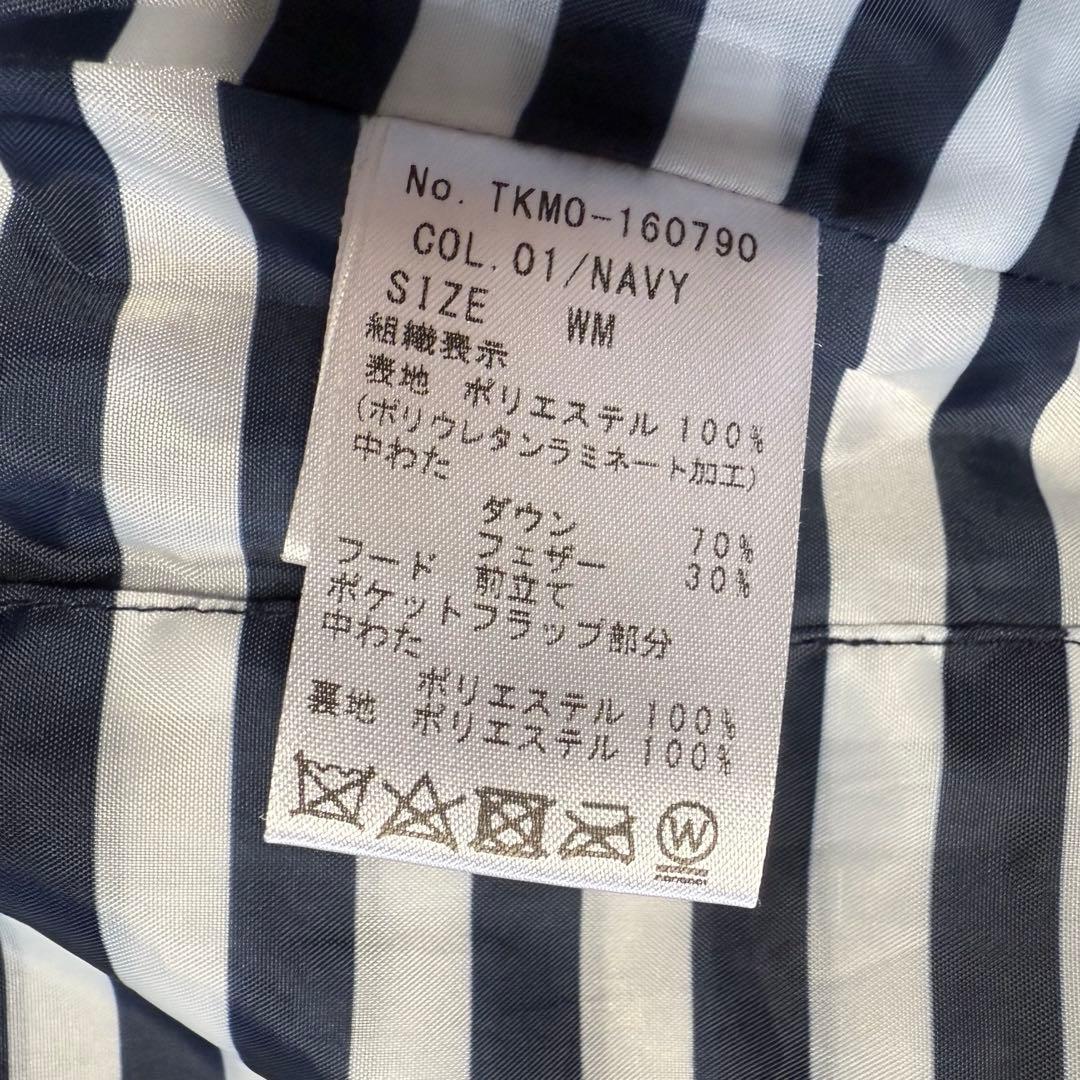 No. TKMO-160790
COL. 01/NAVY
SIZE WM
組織表示
表地 ポリエステル 100%
(ポリウレタンラミネート加工)
中わた
ダウン 70%
フェザー 30%
フード 前立て
ポケットフラップ部分
中わた
ポリエステル 100%
裏地 ポリエステル 100%
W